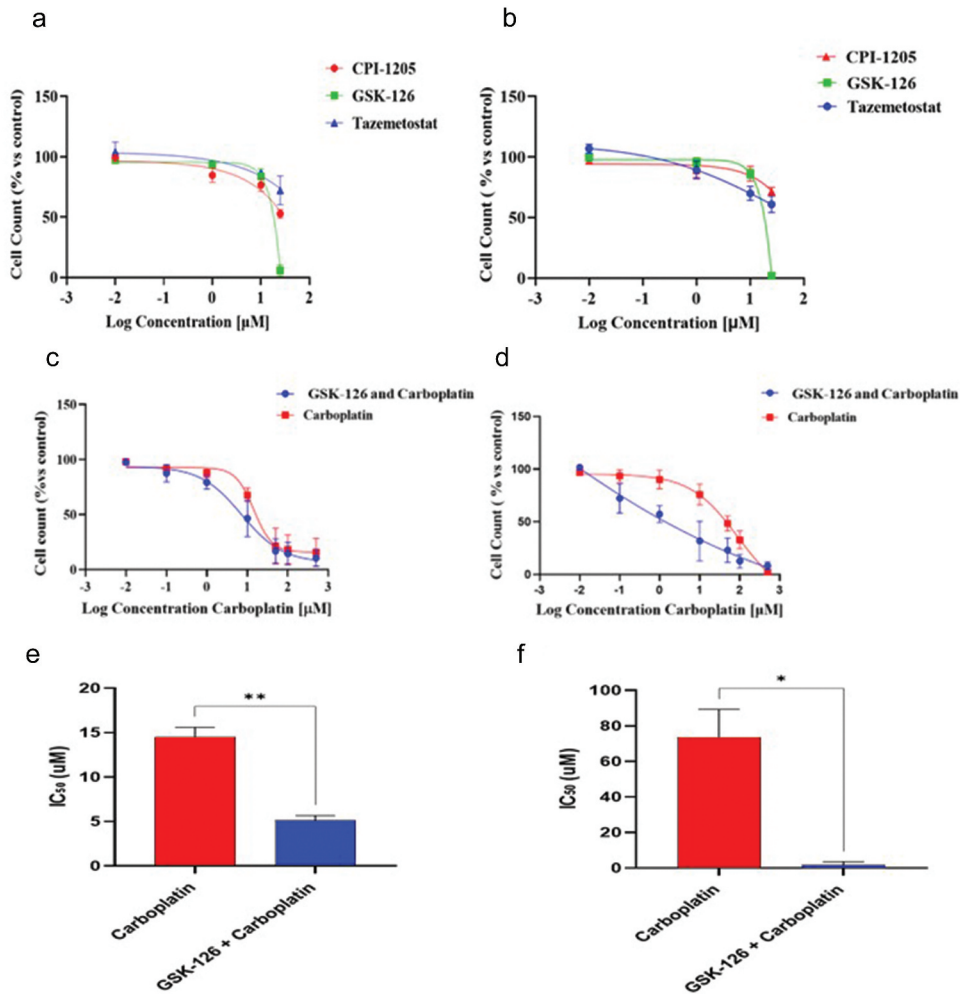 a
CPI-1205
GSK-126
Tazemetostat
150
100
50
0
-3 -2 -1 0 1 2
Cell Count (% vs control)
Log Concentration [µM]
b
CPI-1205
GSK-126
Tazemetostat
150
100
50
0
-3 -2 -1 0 1 2
Cell Count ( % vs control)
Log Concentration [µM]
c
GSK-126 and Carboplatin
Carboplatin
150
100
50
0
-3 -2 -1 0 1 2 3
Cell count (%vs control)
Log Concentration Carboplatin [µM]
d
GSK-126 and Carboplatin
Carboplatin
150
100
50
0
-3 -2 -1 0 1 2 3
Cell Count ( % vs control)
Log Concentration Carboplatin [µM]
e
**
20
15
10
5
0
IC₅₀ (uM)
Carboplatin
GSK-126 + Carboplatin
f
*
100
80
60
40
20
0
IC₅₀ (uM)
Carboplatin
GSK-126 + Carboplatin